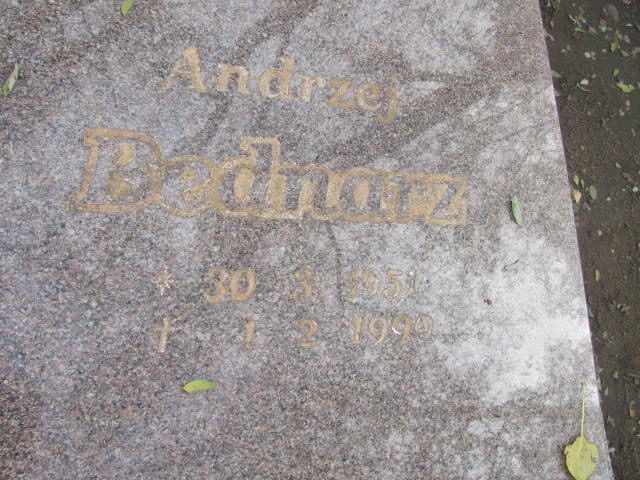 Andrzej
Bednarz
* 30 3 1951
† 1 2 1999